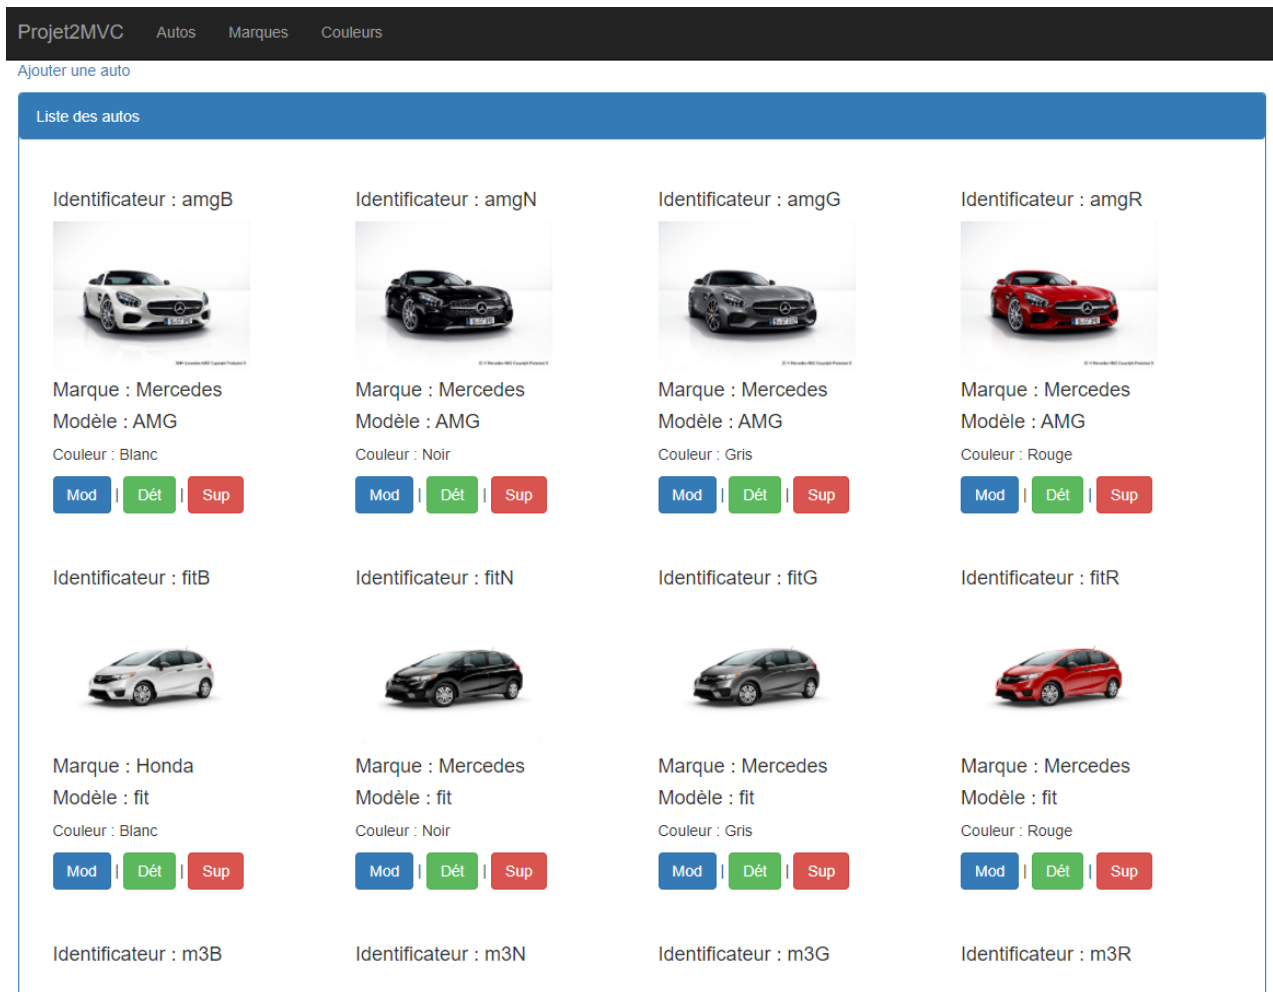 Projet2MVC Autos Marques Couleurs
Ajouter une auto
Liste des autos
Identificateur : amgB Identificateur : amgN Identificateur : amgG Identificateur : amgR
Marque : Mercedes Marque : Mercedes Marque : Mercedes Marque : Mercedes
Modèle : AMG Modèle : AMG Modèle : AMG Modèle : AMG
Couleur : Blanc Couleur : Noir Couleur : Gris Couleur : Rouge
Mod | Dét | Sup Mod | Dét | Sup Mod | Dét | Sup Mod | Dét | Sup
Identificateur : fitB Identificateur : fitN Identificateur : fitG Identificateur : fitR
Marque : Honda Marque : Mercedes Marque : Mercedes Marque : Mercedes
Modèle : fit Modèle : fit Modèle : fit Modèle : fit
Couleur : Blanc Couleur : Noir Couleur : Gris Couleur : Rouge
Mod | Dét | Sup Mod | Dét | Sup Mod | Dét | Sup Mod | Dét | Sup
Identificateur : m3B Identificateur : m3N Identificateur : m3G Identificateur : m3R